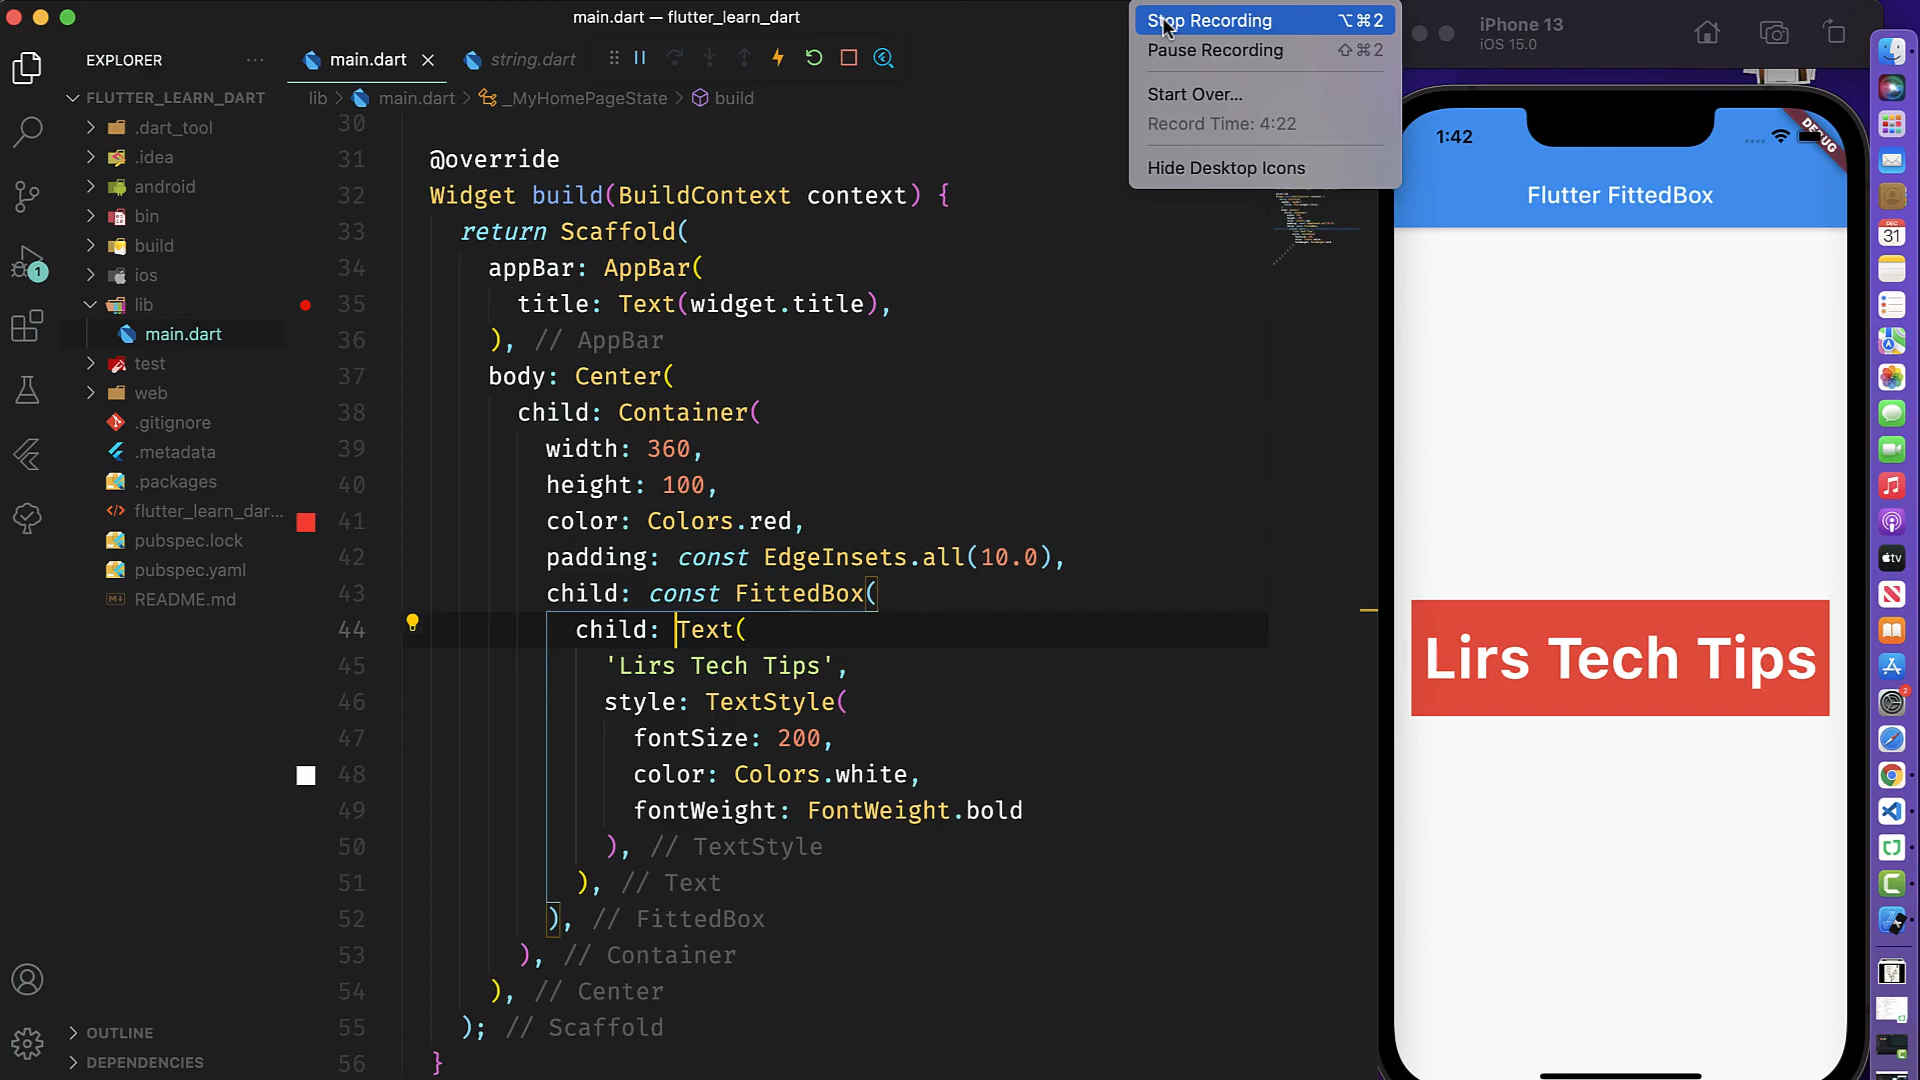 main.dart — flutter_learn_dart
Stop Recording ⌥⌘2
Pause Recording ⇧⌘2
Start Over...
Record Time: 4:22
Hide Desktop Icons
iPhone 13
iOS 15.0
EXPLORER
main.dart
string.dart
FLUTTER_LEARN_DART
lib > main.dart > _MyHomePageState > build
.dart_tool
.idea
android
bin
build
ios
lib
main.dart
test
web
.gitignore
.metadata
.packages
flutter_learn_dar...
pubspec.lock
pubspec.yaml
README.md
OUTLINE
DEPENDENCIES
1
30
31 @override
32 Widget build(BuildContext context) {
33 return Scaffold(
34 appBar: AppBar(
35 title: Text(widget.title),
36 ), // AppBar
37 body: Center(
38 child: Container(
39 width: 360,
40 height: 100,
41 color: Colors.red,
42 padding: const EdgeInsets.all(10.0),
43 child: const FittedBox(
44 child: Text(
45 'Lirs Tech Tips',
46 style: TextStyle(
47 fontSize: 200,
48 color: Colors.white,
49 fontWeight: FontWeight.bold
50 ), // TextStyle
51 ), // Text
52 ), // FittedBox
53 ), // Container
54 ), // Center
55 ); // Scaffold
56 }
1:42
DEBUG
Flutter FittedBox
Lirs Tech Tips
DEC
31
tv
2